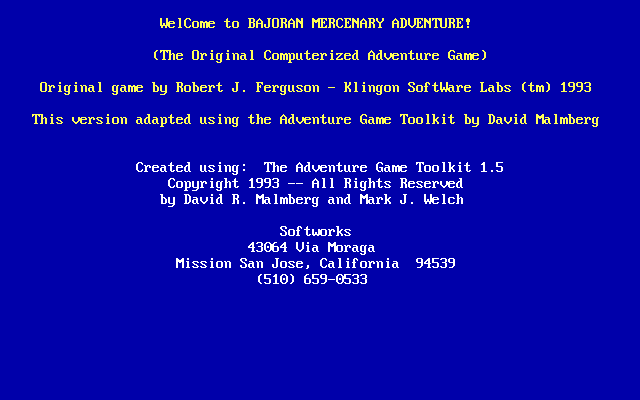 WelCome to BAJORAN MERCENARY ADVENTURE!
(The Original Computerized Adventure Game)
Original game by Robert J. Ferguson - Klingon SoftWare Labs (tm) 1993
This version adapted using the Adventure Game Toolkit by David Malmberg
Created using:  The Adventure Game Toolkit 1.5
Copyright 1993 -- All Rights Reserved
by David R. Malmberg and Mark J. Welch
Softworks
43064 Via Moraga
Mission San Jose, California  94539
(510) 659-0533